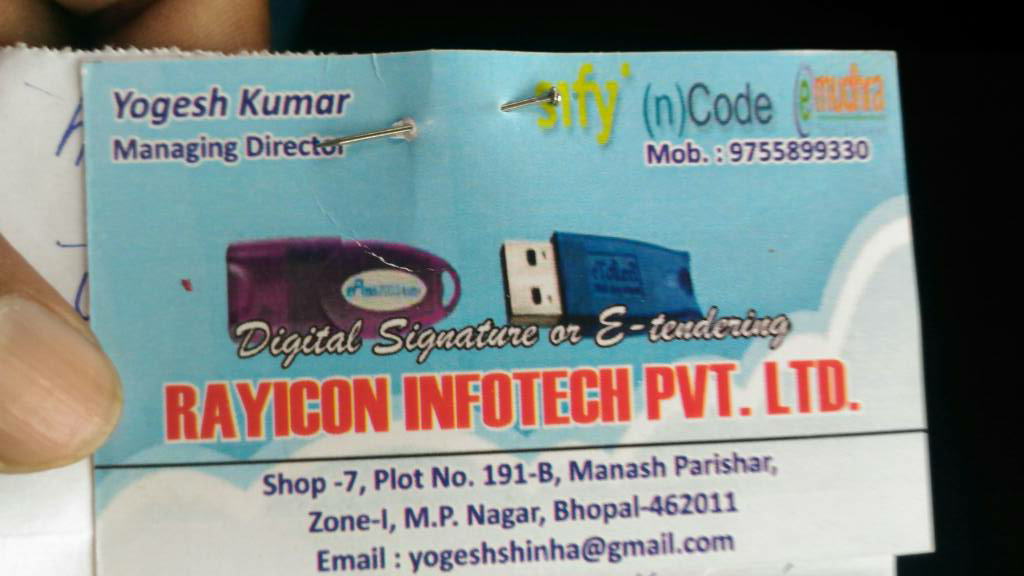 Yogesh Kumar
Managing Director
sify
(n)Code
emudhra
Mob. : 9755899330
Digital Signature or E-tendering
RAYICON INFOTECH PVT. LTD.
Shop -7, Plot No. 191-B, Manash Parishar,
Zone-I, M.P. Nagar, Bhopal-462011
Email : yogeshshinha@gmail.com